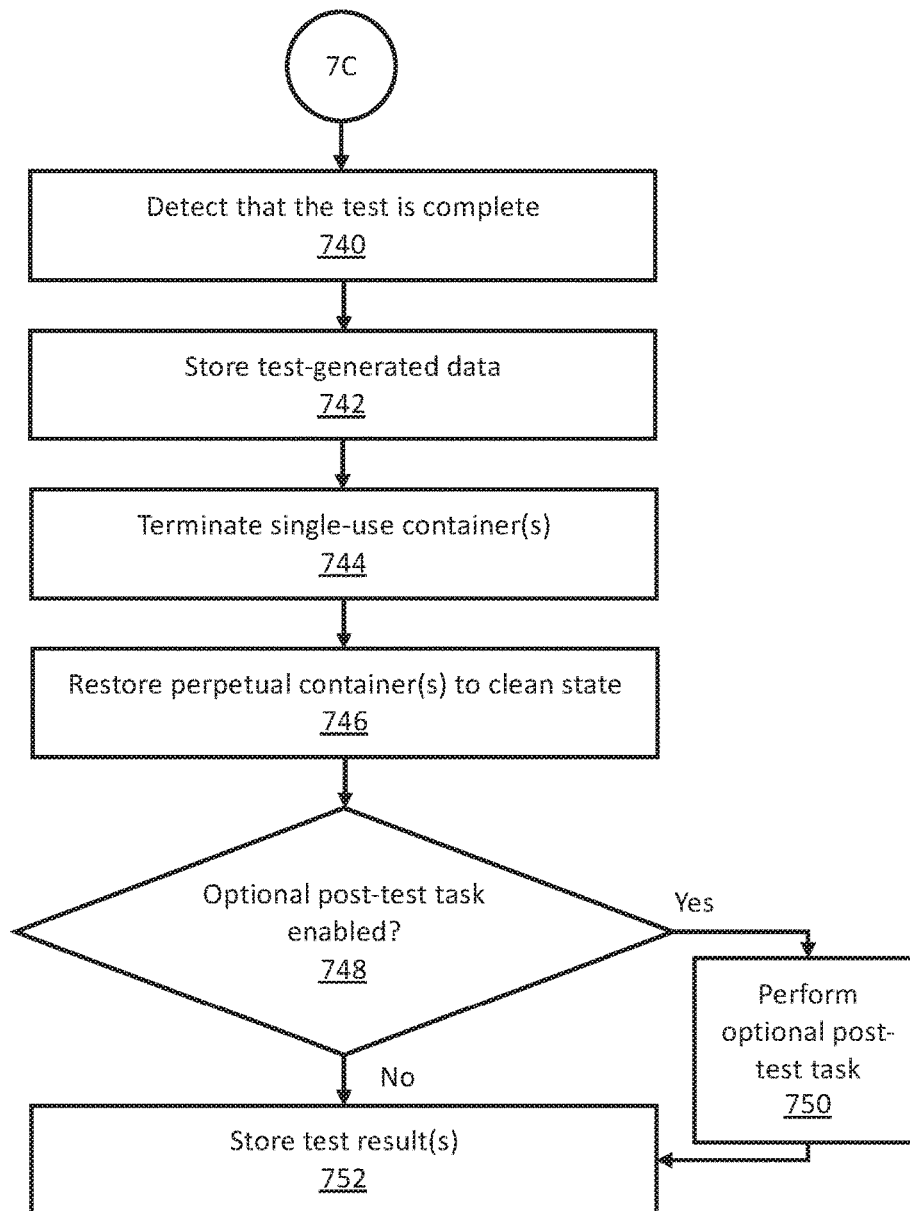 7C
Detect that the test is complete
740
Store test-generated data
742
Terminate single-use container(s)
744
Restore perpetual container(s) to clean state
746
Optional post-test task
enabled?
748
Yes
Perform
optional post-
test task
750
No
Store test result(s)
752